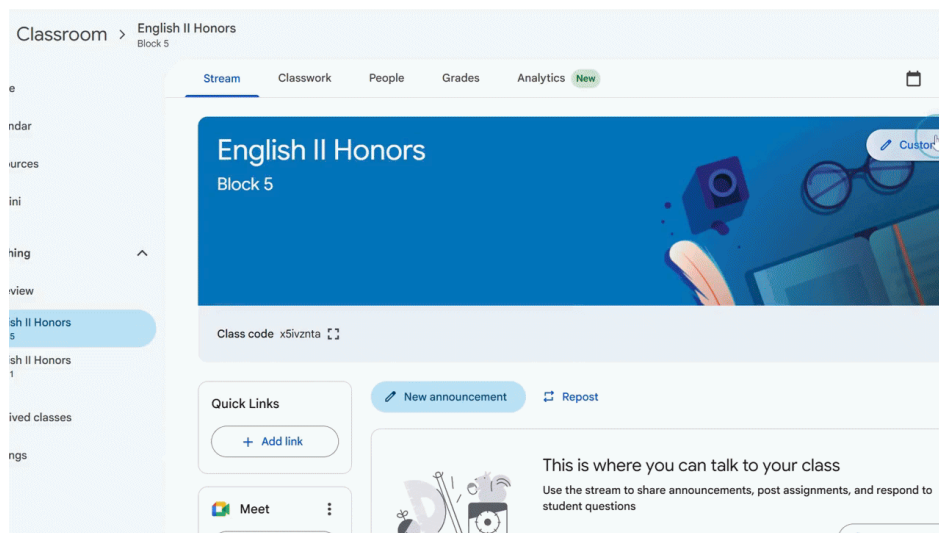 Classroom > English II Honors
Block 5
Stream Classwork People Grades Analytics New
e
ndar
urces
ini
hing
view
sh II Honors
5
ish II Honors
1
ived classes
ngs
English II Honors
Block 5
Custom
Class code x5ivznta
Quick Links
+ Add link
Meet
New announcement
Repost
This is where you can talk to your class
Use the stream to share announcements, post assignments, and respond to
student questions